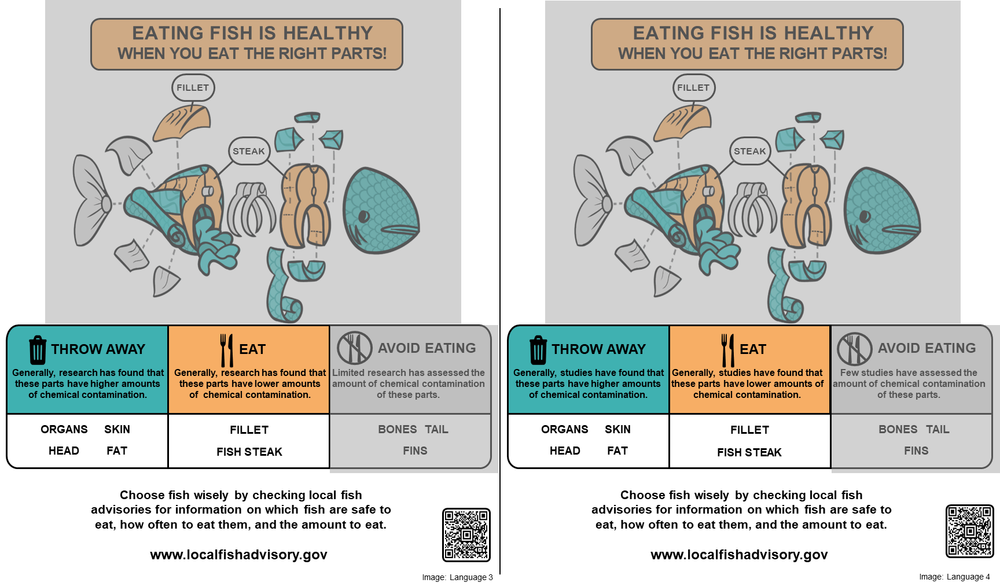 EATING FISH IS HEALTHY
WHEN YOU EAT THE RIGHT PARTS!
FILLET
STEAK
THROW AWAY
Generally, research has found that
these parts have higher amounts
of chemical contamination.
EAT
Generally, research has found that
these parts have lower amounts
of chemical contamination.
AVOID EATING
Limited research has assessed the
amount of chemical contamination
of these parts.
ORGANS SKIN
HEAD FAT
FILLET
FISH STEAK
BONES TAIL
FINS
Choose fish wisely by checking local fish
advisories for information on which fish are safe to
eat, how often to eat them, and the amount to eat.
www.localfishadvisory.gov
Image: Language 3
EATING FISH IS HEALTHY
WHEN YOU EAT THE RIGHT PARTS!
FILLET
STEAK
THROW AWAY
Generally, studies have found that
these parts have higher amounts
of chemical contamination.
EAT
Generally, studies have found that
these parts have lower amounts of
chemical contamination.
AVOID EATING
Few studies have assessed the
amount of chemical contamination
of these parts.
ORGANS SKIN
HEAD FAT
FILLET
FISH STEAK
BONES TAIL
FINS
Choose fish wisely by checking local fish
advisories for information on which fish are safe to
eat, how often to eat them, and the amount to eat.
www.localfishadvisory.gov
Image: Language 4